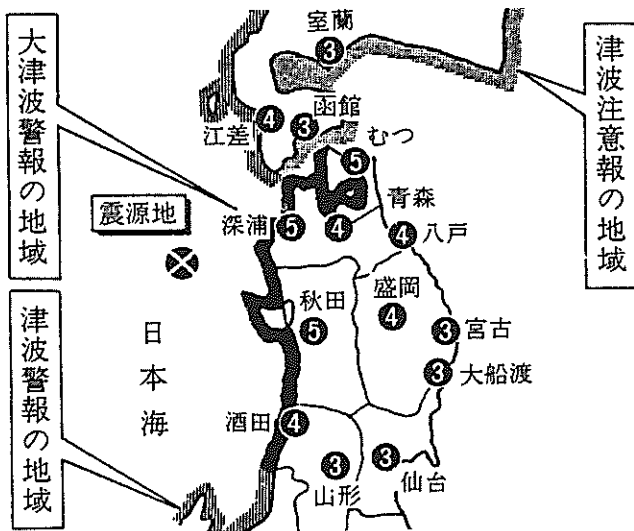 大津波警報の地域
津波注意報の地域
津波警報の地域
室蘭
3
函館
3
江差
4
むつ
5
青森
4
八戸
4
深浦
5
震源地
日本海
秋田
5
盛岡
4
宮古
3
大船渡
3
酒田
4
山形
3
仙台
3